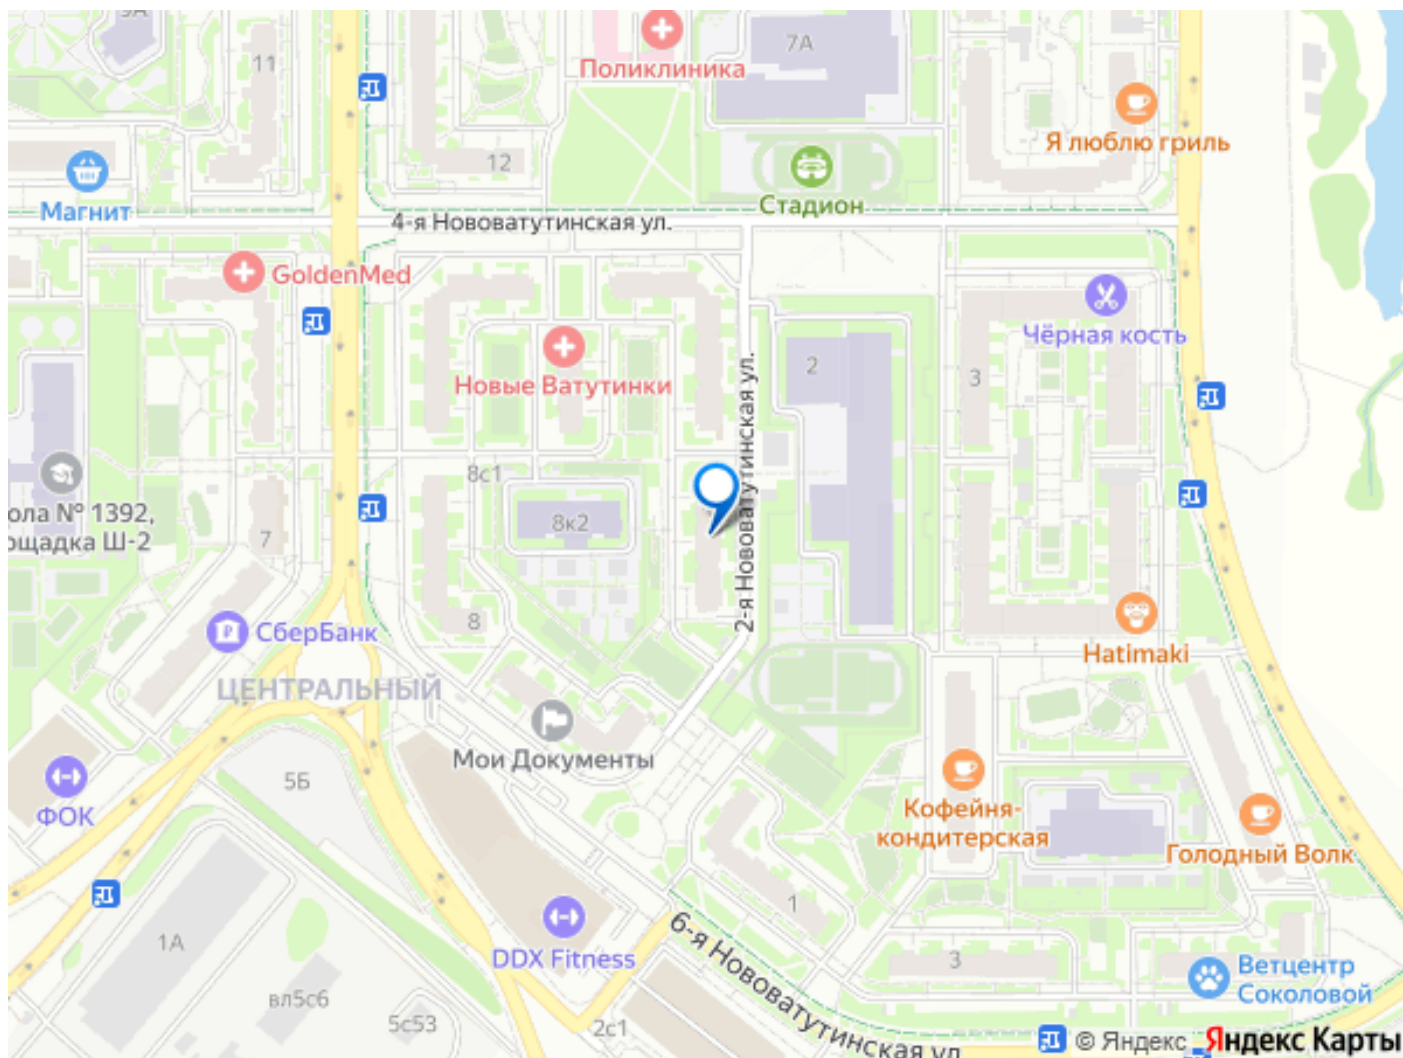 7А
Поликлиника
11
12
Я люблю гриль
Магнит
Стадион
4-я Нововатутинская ул.
GoldenMed
Чёрная кость
Новые Ватутинки
2
3
2-я Нововатутинская ул.
8с1
8к2
ола № 1392,
ощадка Ш-2
7
8
СберБанк
Hatimaki
ЦЕНТРАЛЬНЫЙ
Мои Документы
5Б
ФОК
Кофейня-
кондитерская
Голодный Волк
1
1А
DDX Fitness
6-я Нововатутинская ул.
3
Ветцентр
Соколовой
вл5с6
5с53
2с1
© Яндекс
Яндекс Карты